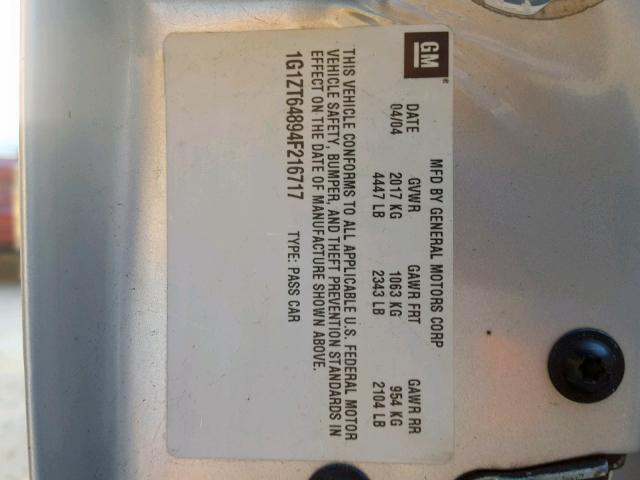 GM
MFD BY GENERAL MOTORS CORP
DATE GVWR GAWR FRT GAWR RR
04/04 2017 KG 1063 KG 954 KG
4447 LB 2343 LB 2104 LB
THIS VEHICLE CONFORMS TO ALL APPLICABLE U.S. FEDERAL MOTOR
VEHICLE SAFETY, BUMPER, AND THEFT PREVENTION STANDARDS IN
EFFECT ON THE DATE OF MANUFACTURE SHOWN ABOVE.
1G1ZT64894F216717 TYPE: PASS CAR